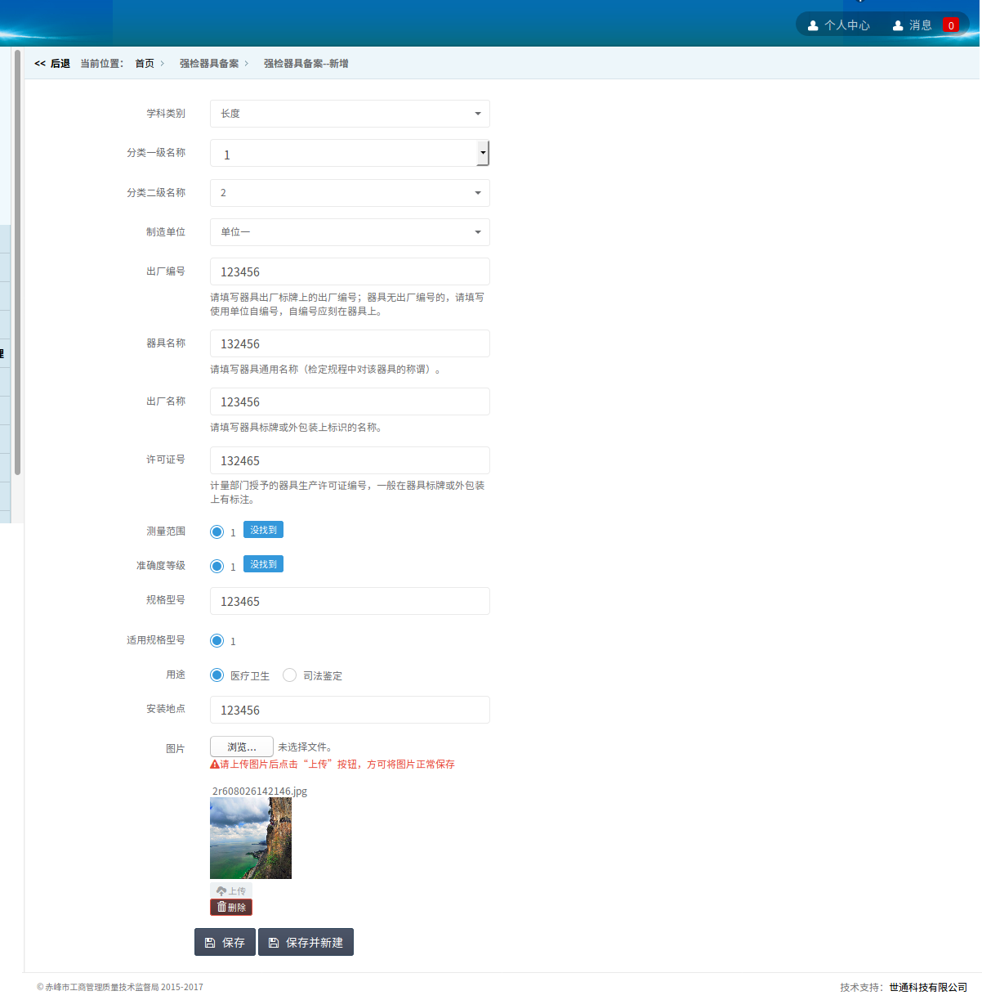 个人中心 消息 0
<< 后退 当前位置： 首页 > 强检器具备案 > 强检器具备案--新增
学科类别 长度
分类一级名称 1
分类二级名称 2
制造单位 单位一
出厂编号 123456
请填写器具出厂标牌上的出厂编号；器具无出厂编号的，请填写
使用单位自编号，自编号应刻在器具上。
理
器具名称 132456
请填写器具通用名称（检定规程中对该器具的称谓）。
出厂名称 123456
请填写器具标牌或外包装上标识的名称。
许可证号 132465
计量部门授予的器具生产许可证编号，一般在器具标牌或外包装
上有标注。
测量范围 1 没找到
准确度等级 1 没找到
规格型号 123465
适用规格型号 1
用途 医疗卫生 司法鉴定
安装地点 123456
图片 浏览... 未选择文件。
请上传图片后点击“上传”按钮，方可将图片正常保存
2r608026142146.jpg
上传
删除
保存 保存并新建
© 赤峰市工商管理质量技术监督局 2015-2017 技术支持：世通科技有限公司